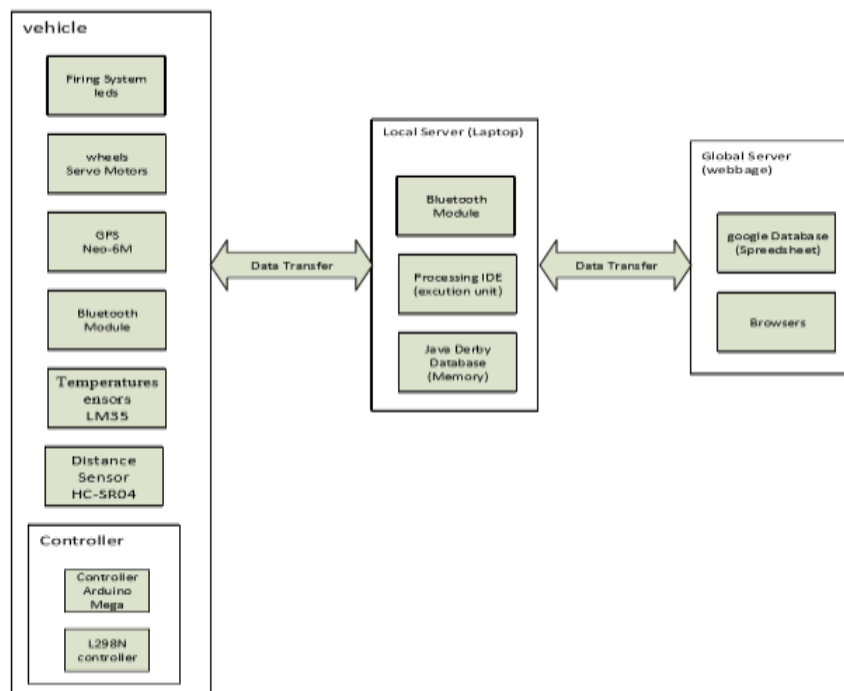 vehicle
Firing System
leds
wheels
Servo Motors
GPS
Neo-6M
Bluetooth
Module
Temperatures
ensors
LM35
Distance
Sensor
HC-SR04
Controller
Controller
Arduino
Mega
L298N
controller
Data Transfer
Local Server (Laptop)
Bluetooth
Module
Processing IDE
(excution unit)
Java Derby
Database
(Memory)
Data Transfer
Global Server
(webbage)
google Database
(Spreedsheet)
Browsers